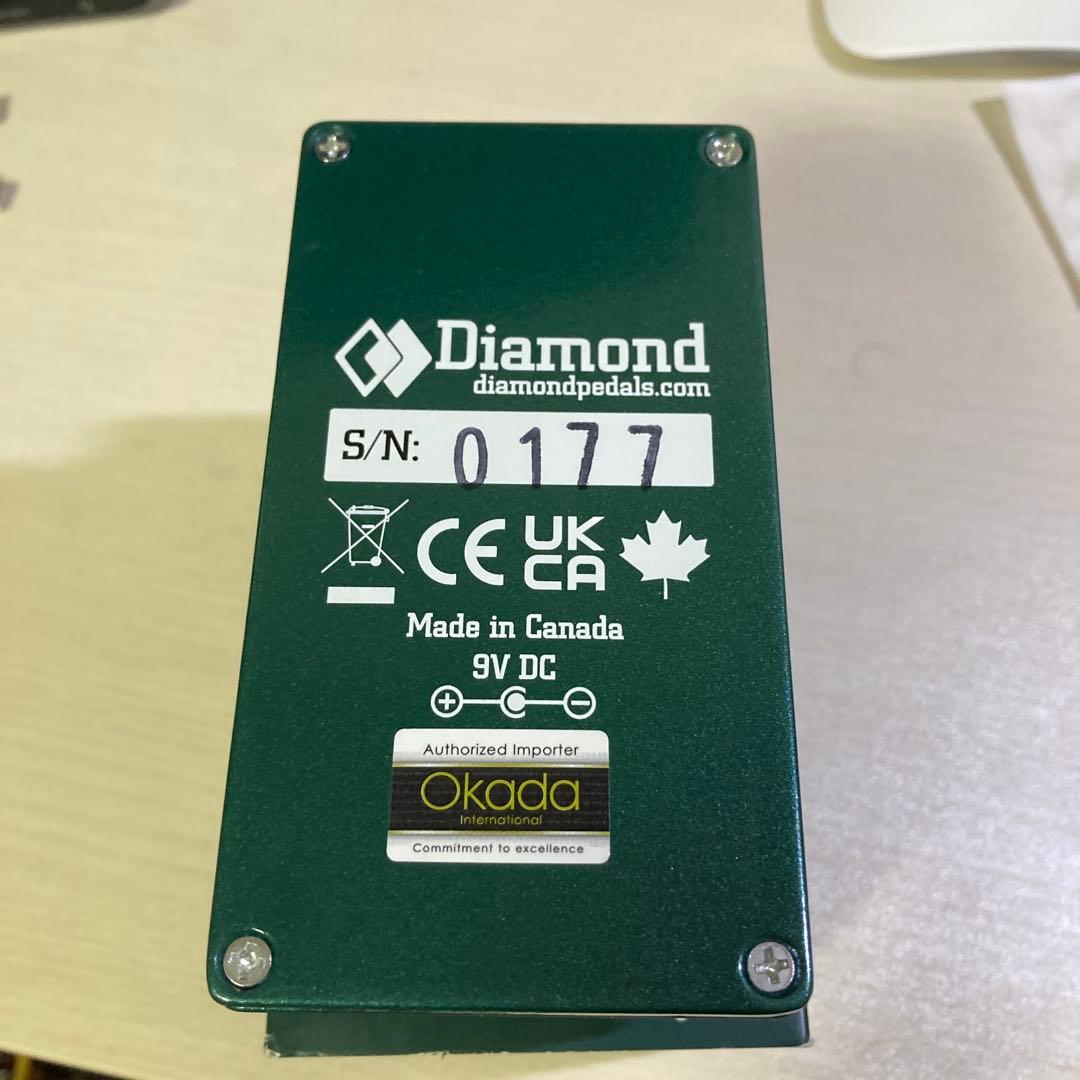 Diamond
diamondpedals.com
S/N: 0177
CE UK CA
Made in Canada
9V DC
Authorized Importer
Okada
International
Commitment to excellence